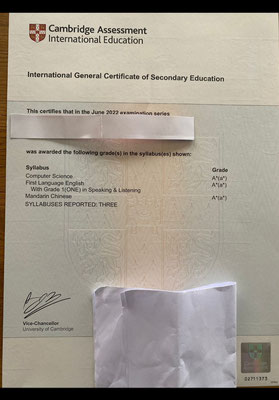 Cambridge Assessment
International Education
International General Certificate of Secondary Education
This certifies that in the June 2022 examination series
was awarded the following grade(s) in the syllabus(es) shown:
Syllabus Grade
Computer Science A*(a*)
First Language English A*(a*)
With Grade 1(ONE) in Speaking & Listening
Mandarin Chinese A*(a*)
SYLLABUSES REPORTED: THREE
Vice-Chancellor
University of Cambridge